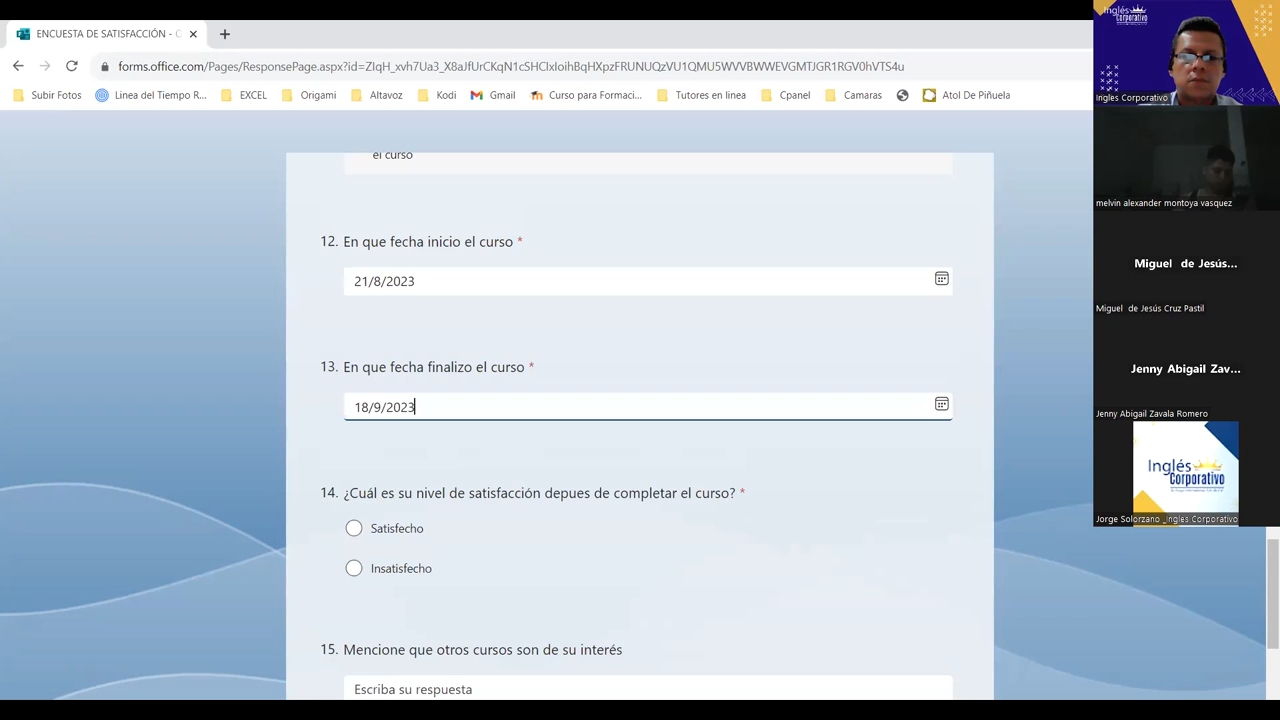 ENCUESTA DE SATISFACCIÓN - 
forms.office.com/Pages/ResponsePage.aspx?id=ZIqH_xvh7Ua3_X8aJfUfCKqN1cSHCIxIoihBqHXpzFRUNUQzVU1QMU5WVVBWWEVGMTJGR1RGV0hVTS4u
Subir Fotos
Linea del Tiempo R...
EXCEL
Origami
Altavoz
Kodi
Gmail
Curso para Formaci...
Tutores en linea
Cpanel
Camaras
Atol De Piñuela
el curso
12. En que fecha inicio el curso *
21/8/2023
13. En que fecha finalizo el curso *
18/9/2023
14. ¿Cuál es su nivel de satisfacción depues de completar el curso? *
Satisfecho
Insatisfecho
15. Mencione que otros cursos son de su interés
Escriba su respuesta
Inglés
Corporativo
Ingles Corporativo
melvin alexander montoya vasquez
Miguel de Jesús...
Miguel de Jesús Cruz Pastil
Jenny Abigail Zav...
Jenny Abigail Zavala Romero
Inglés
Corporativo
Jorge Solorzano _Ingles Corporativo